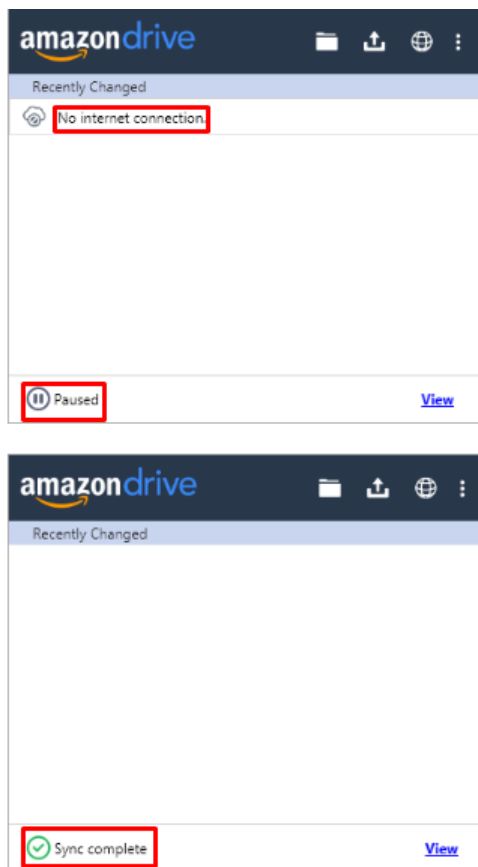 amazondrive
Recently Changed
No internet connection.
Paused View
amazondrive
Recently Changed
Sync complete View